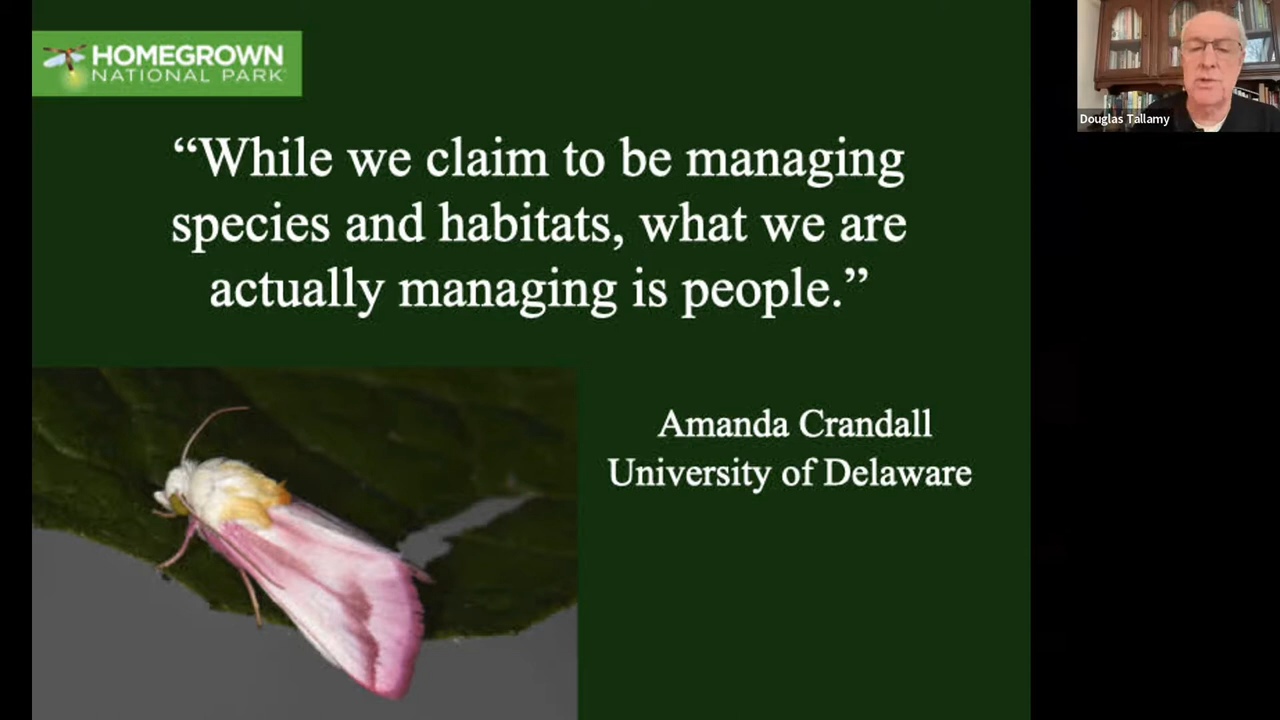 HOMEGROWN
NATIONAL PARK
“While we claim to be managing
species and habitats, what we are
actually managing is people.”
Amanda Crandall
University of Delaware
Douglas Tallamy